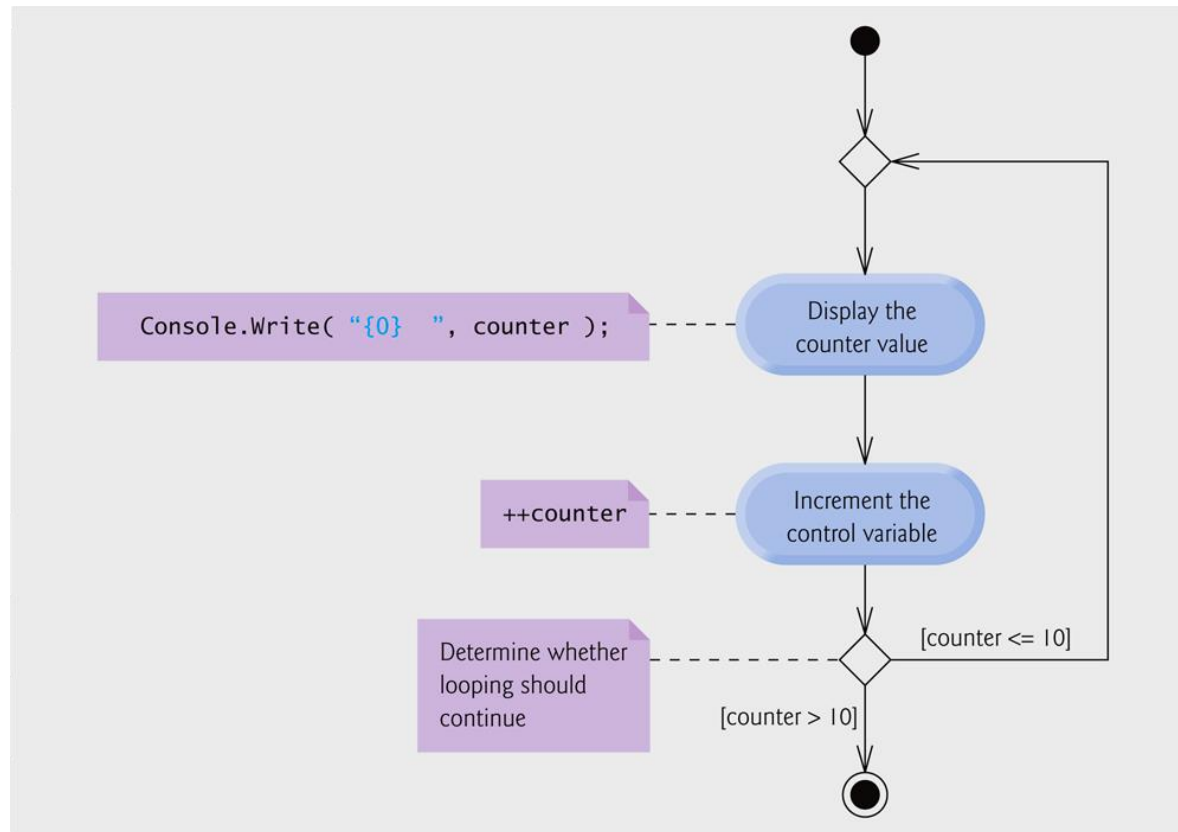 Console.Write( “{0}  ”, counter );
Display the
counter value
++counter
Increment the
control variable
Determine whether
looping should
continue
[counter <= 10]
[counter > 10]